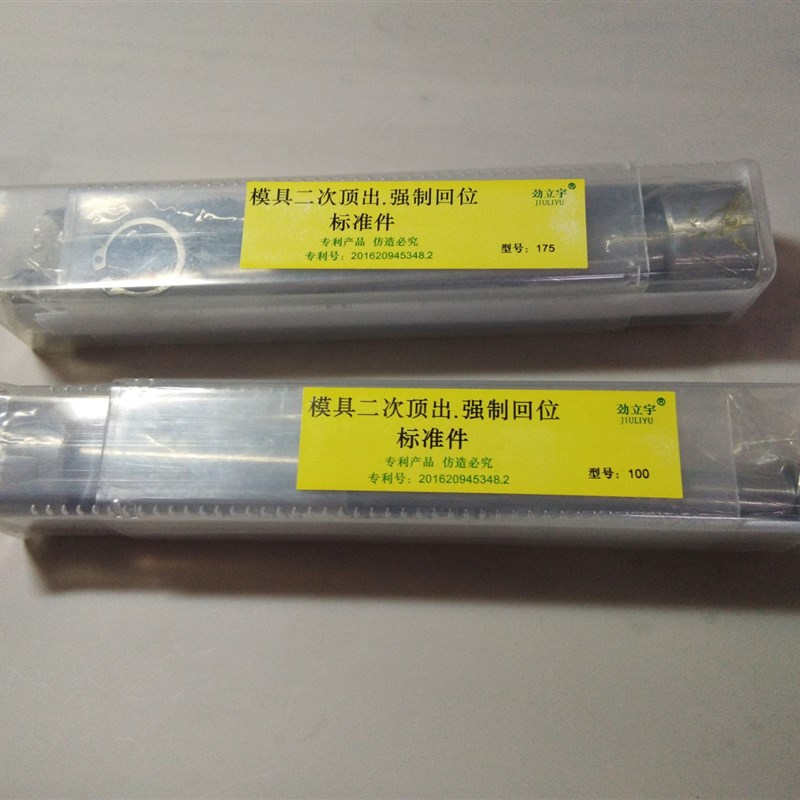 模具二次顶出.强制回位
标准件
专利产品 仿造必究
专利号：201620945348.2
型号：175
劲立宇®
JIULIYU
模具二次顶出.强制回位
标准件
专利产品 仿造必究
专利号：201620945348.2
型号：100
劲立宇®
JIULIYU